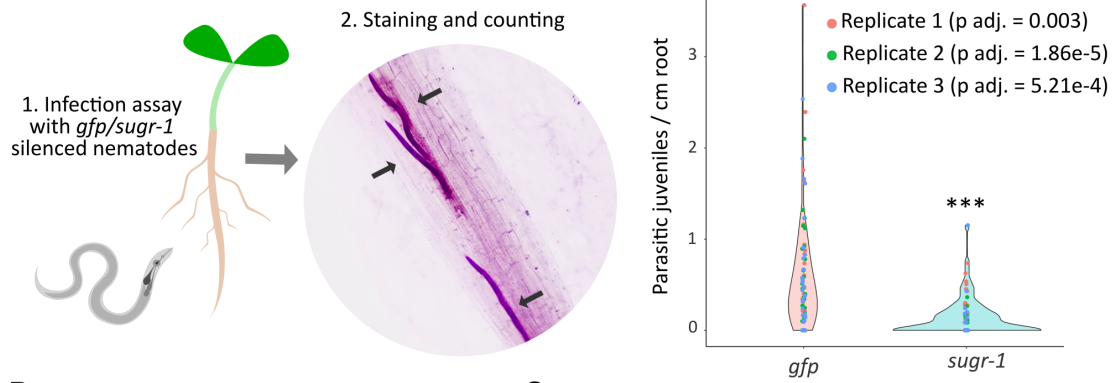 1. Infection assay
with gfp/sugr-1
silenced nematodes
2. Staining and counting
Parasitic juveniles / cm root
3
2
1
0
Replicate 1 (p adj. = 0.003)
Replicate 2 (p adj. = 1.86e-5)
Replicate 3 (p adj. = 5.21e-4)
***
gfp
sugr-1